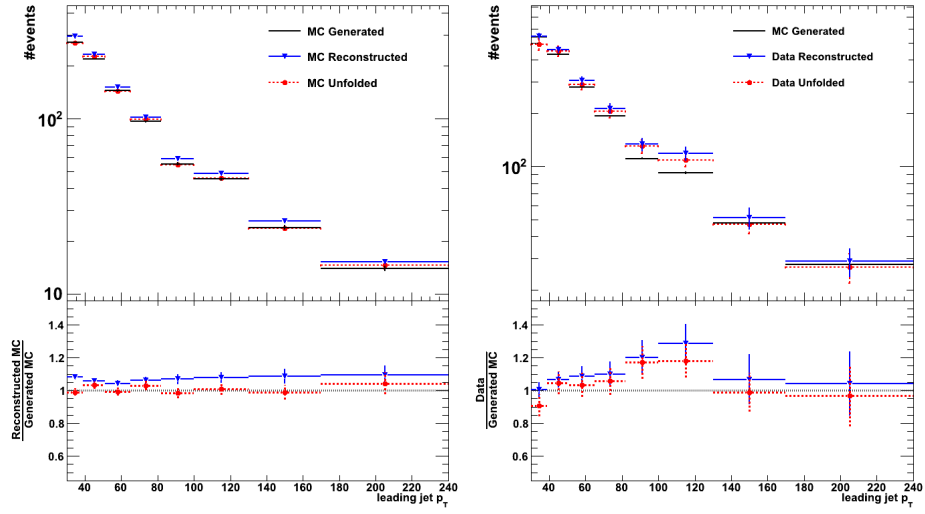 #events
MC Generated
MC Reconstructed
MC Unfolded
10²
10
Reconstructed MC
Generated MC
1.4
1.2
1
0.8
0.6
40 60 80 100 120 140 160 180 200 220 240
leading jet p_T
#events
MC Generated
Data Reconstructed
Data Unfolded
10²
Data
Generated MC
1.4
1.2
1
0.8
0.6
40 60 80 100 120 140 160 180 200 220 240
leading jet p_T